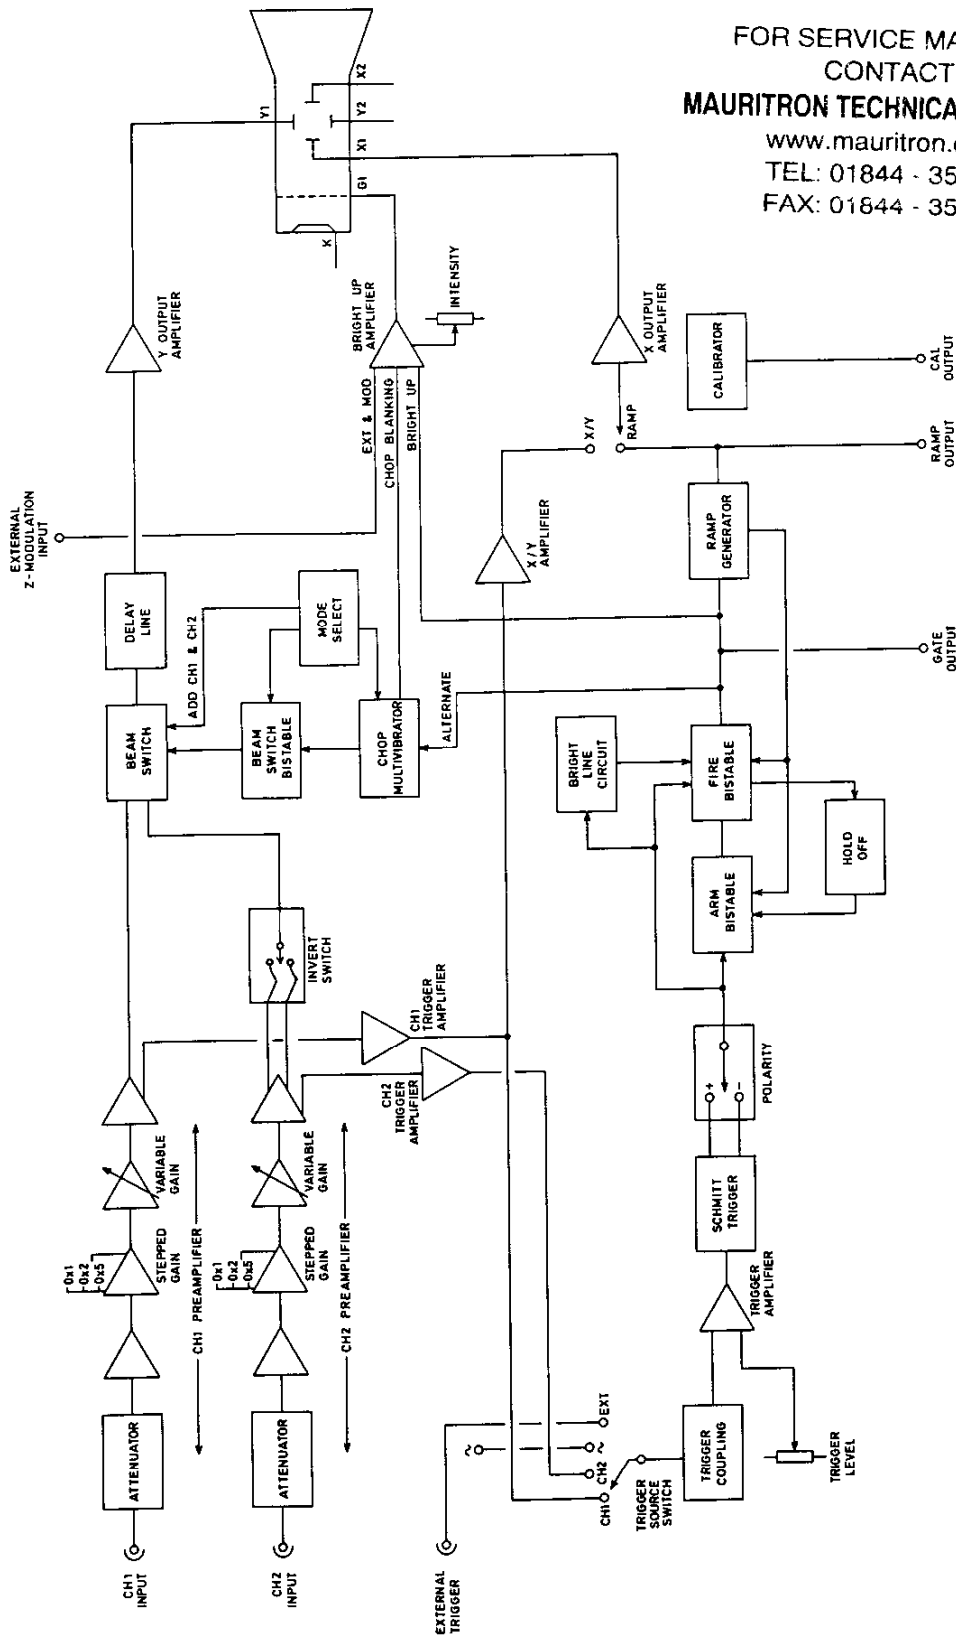 FOR SERVICE MA
CONTACT
MAURITRON TECHNICA
www.mauritron.
TEL: 01844 - 35
FAX: 01844 - 35
CH1
INPUT
ATTENUATOR
0x1
0x2
0x5
STEPPED
GAIN
VARIABLE
GAIN
CH1 PREAMPLIFIER
BEAM
SWITCH
DELAY
LINE
Y OUTPUT
AMPLIFIER
Y1
X2
Y2
X1
G1
K
EXTERNAL
Z-MODULATION
INPUT
ADD CH1 & CH2
MODE
SELECT
EXT & MOD
CHOP BLANKING
BRIGHT UP
BRIGHT UP
AMPLIFIER
INTENSITY
CH2
INPUT
ATTENUATOR
0x1
0x2
0x5
STEPPED
GAIN
VARIABLE
GAIN
CH2 PREAMPLIFIER
INVERT
SWITCH
BEAM
SWITCH
BISTABLE
CHOP
MULTIVIBRATOR
ALTERNATE
CH1
TRIGGER
AMPLIFIER
CH2
TRIGGER
AMPLIFIER
X/Y
AMPLIFIER
X/Y
RAMP
X OUTPUT
AMPLIFIER
EXTERNAL
TRIGGER
~
CH1
CH2
~
EXT
TRIGGER
SOURCE
SWITCH
BRIGHT
LINE
CIRCUIT
TRIGGER
COUPLING
TRIGGER
AMPLIFIER
SCHMITT
TRIGGER
+
-
POLARITY
ARM
BISTABLE
FIRE
BISTABLE
RAMP
GENERATOR
CALIBRATOR
TRIGGER
LEVEL
HOLD
OFF
GATE
OUTPUT
RAMP
OUTPUT
CAL
OUTPUT